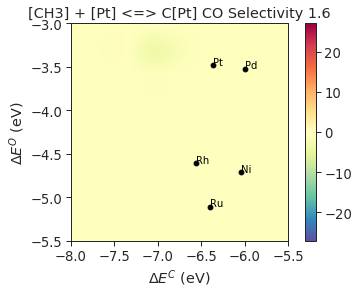 [CH3] + [Pt] <=> C[Pt] CO Selectivity 1.6
−3.0
−3.5
−4.0
−4.5
−5.0
−5.5
ΔE^O (eV)
Pt
Pd
Rh
Ni
Ru
−8.0 −7.5 −7.0 −6.5 −6.0 −5.5
ΔE^C (eV)
20
10
0
−10
−20